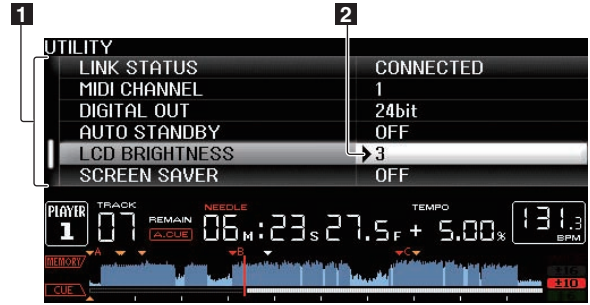 1 2
UTILITY
LINK STATUS CONNECTED
MIDI CHANNEL 1
DIGITAL OUT 24bit
AUTO STANDBY OFF
LCD BRIGHTNESS 3
SCREEN SAVER OFF
PLAYER 1 TRACK 07 REMAIN A.CUE NEEDLE 06M:23S 27.5F TEMPO + 5.00% 131.3 BPM
A B C
MEMORY
±16
CUE ±10